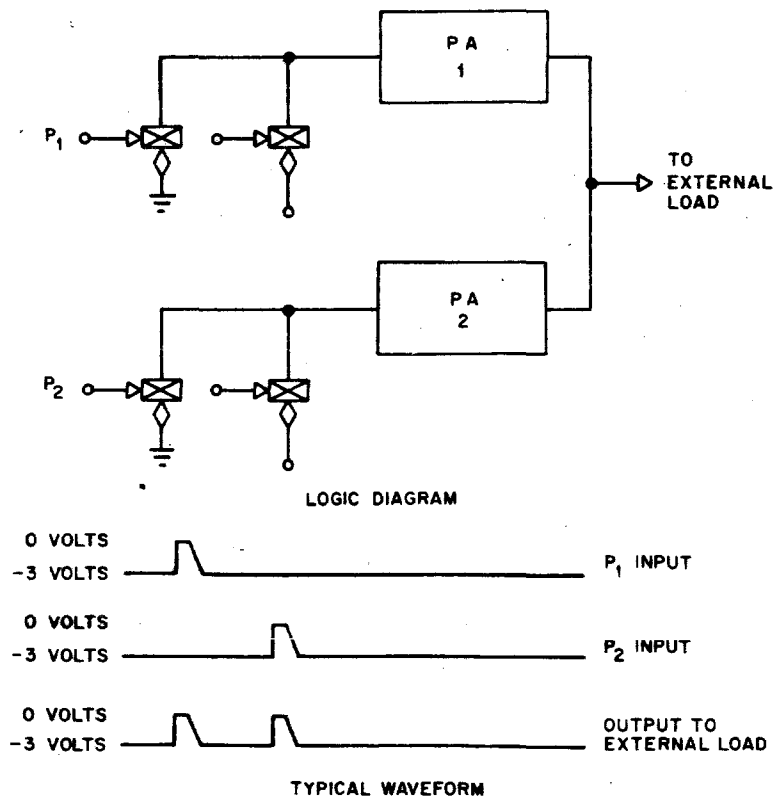 PA
1
P1
TO
EXTERNAL
LOAD
PA
2
P2
LOGIC DIAGRAM
0 VOLTS
-3 VOLTS
P1 INPUT
0 VOLTS
-3 VOLTS
P2 INPUT
0 VOLTS
-3 VOLTS
OUTPUT TO
EXTERNAL LOAD
TYPICAL WAVEFORM